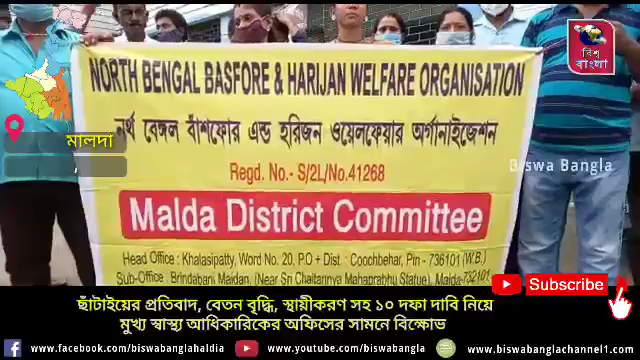 বিশ্ব
বাংলা
NORTH BENGAL BASFORE & HARIJAN WELFARE ORGANISATION
নর্থ বেঙ্গল বাঁশফোর এন্ড হরিজন ওয়েলফেয়ার অর্গানাইজেশন
মালদা
,
Biswa Bangla
Regd. No.- S/2L/No.41268
Malda District Committee
Head Office : Khalasipatty, Word No. 20, P.O + Dist. : Coochbehar, Pin - 736101 (W.B.)
Sub-Office : Brindabani Maidan, (Near Sri Chaitannya Mahaprabhu Statue), Malda-732101
Subscribe
ছাঁটাইয়ের প্রতিবাদ, বেতন বৃদ্ধি, স্থায়ীকরণ সহ ১০ দফা দাবি নিয়ে
মুখ্য স্বাস্থ্য আধিকারিকের অফিসের সামনে বিক্ষোভ
www.facebook.com/biswabanglahaldia
www.youtube.com/biswabangla
www.biswabanglachannel1.com